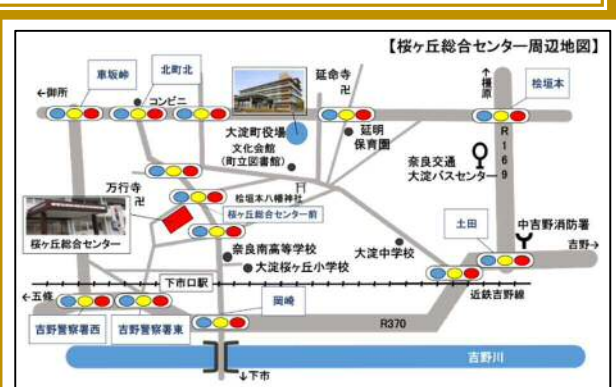 【桜ヶ丘総合センター周辺地図】
車坂峠
北町北
←御所
コンビニ
延命寺
卍
↑橿原
桧垣本
大淀町役場
文化会館
(町立図書館)
延明
保育園
R169
奈良交通
大淀バスセンター
万行寺
卍
桧垣本八幡神社
桜ヶ丘総合センター前
桜ヶ丘総合センター
奈良南高等学校
大淀桜ヶ丘小学校
大淀中学校
土田
中吉野消防署
吉野→
下市口駅
近鉄吉野線
←五條
岡崎
吉野警察署西
吉野警察署東
R370
吉野川
↓下市